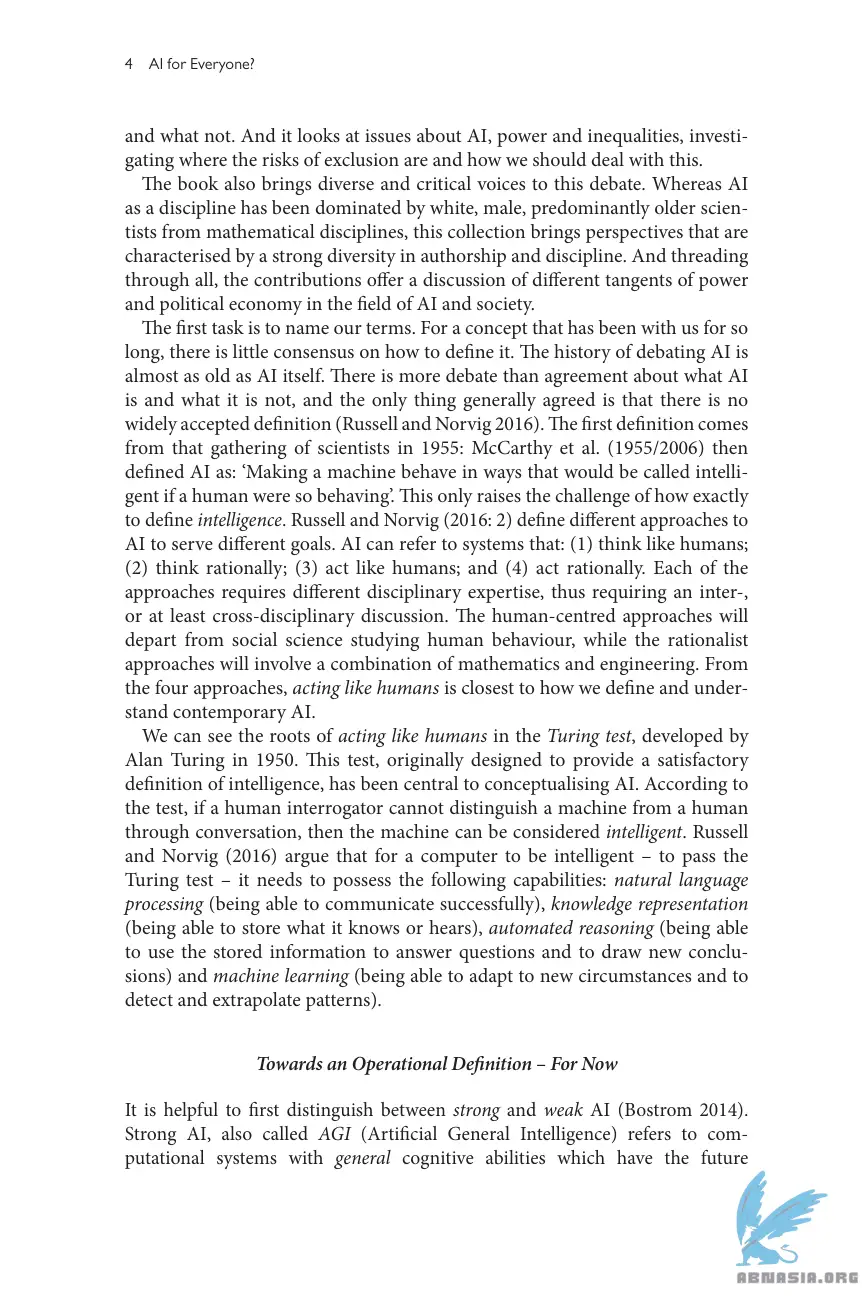 4 AI for Everyone?
and what not. And it looks at issues about AI, power and inequalities, investi-
gating where the risks of exclusion are and how we should deal with this.
The book also brings diverse and critical voices to this debate. Whereas AI
as a discipline has been dominated by white, male, predominantly older scien-
tists from mathematical disciplines, this collection brings perspectives that are
characterised by a strong diversity in authorship and discipline. And threading
through all, the contributions offer a discussion of different tangents of power
and political economy in the field of AI and society.
The first task is to name our terms. For a concept that has been with us for so
long, there is little consensus on how to define it. The history of debating AI is
almost as old as AI itself. There is more debate than agreement about what AI
is and what it is not, and the only thing generally agreed is that there is no
widely accepted definition (Russell and Norvig 2016). The first definition comes
from that gathering of scientists in 1955: McCarthy et al. (1955/2006) then
defined AI as: ‘Making a machine behave in ways that would be called intelli-
gent if a human were so behaving’. This only raises the challenge of how exactly
to define intelligence. Russell and Norvig (2016: 2) define different approaches to
AI to serve different goals. AI can refer to systems that: (1) think like humans;
(2) think rationally; (3) act like humans; and (4) act rationally. Each of the
approaches requires different disciplinary expertise, thus requiring an inter-,
or at least cross-disciplinary discussion. The human-centred approaches will
depart from social science studying human behaviour, while the rationalist
approaches will involve a combination of mathematics and engineering. From
the four approaches, acting like humans is closest to how we define and under-
stand contemporary AI.
We can see the roots of acting like humans in the Turing test, developed by
Alan Turing in 1950. This test, originally designed to provide a satisfactory
definition of intelligence, has been central to conceptualising AI. According to
the test, if a human interrogator cannot distinguish a machine from a human
through conversation, then the machine can be considered intelligent. Russell
and Norvig (2016) argue that for a computer to be intelligent – to pass the
Turing test – it needs to possess the following capabilities: natural language
processing (being able to communicate successfully), knowledge representation
(being able to store what it knows or hears), automated reasoning (being able
to use the stored information to answer questions and to draw new conclu-
sions) and machine learning (being able to adapt to new circumstances and to
detect and extrapolate patterns).
Towards an Operational Definition – For Now
It is helpful to first distinguish between strong and weak AI (Bostrom 2014).
Strong AI, also called AGI (Artificial General Intelligence) refers to com-
putational systems with general cognitive abilities which have the future
ABNASIA.ORG